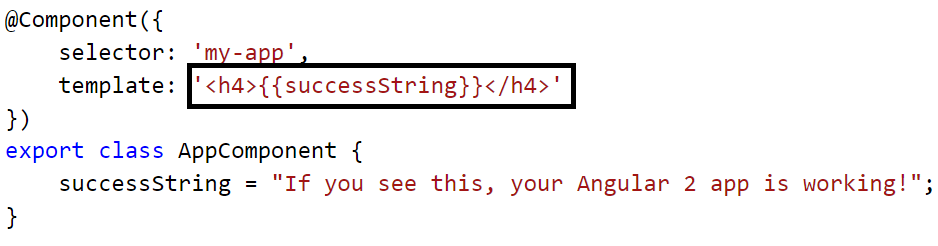 @Component({
    selector: 'my-app',
    template: '<h4>{{successString}}</h4>'
})
export class AppComponent {
    successString = "If you see this, your Angular 2 app is working!";
}